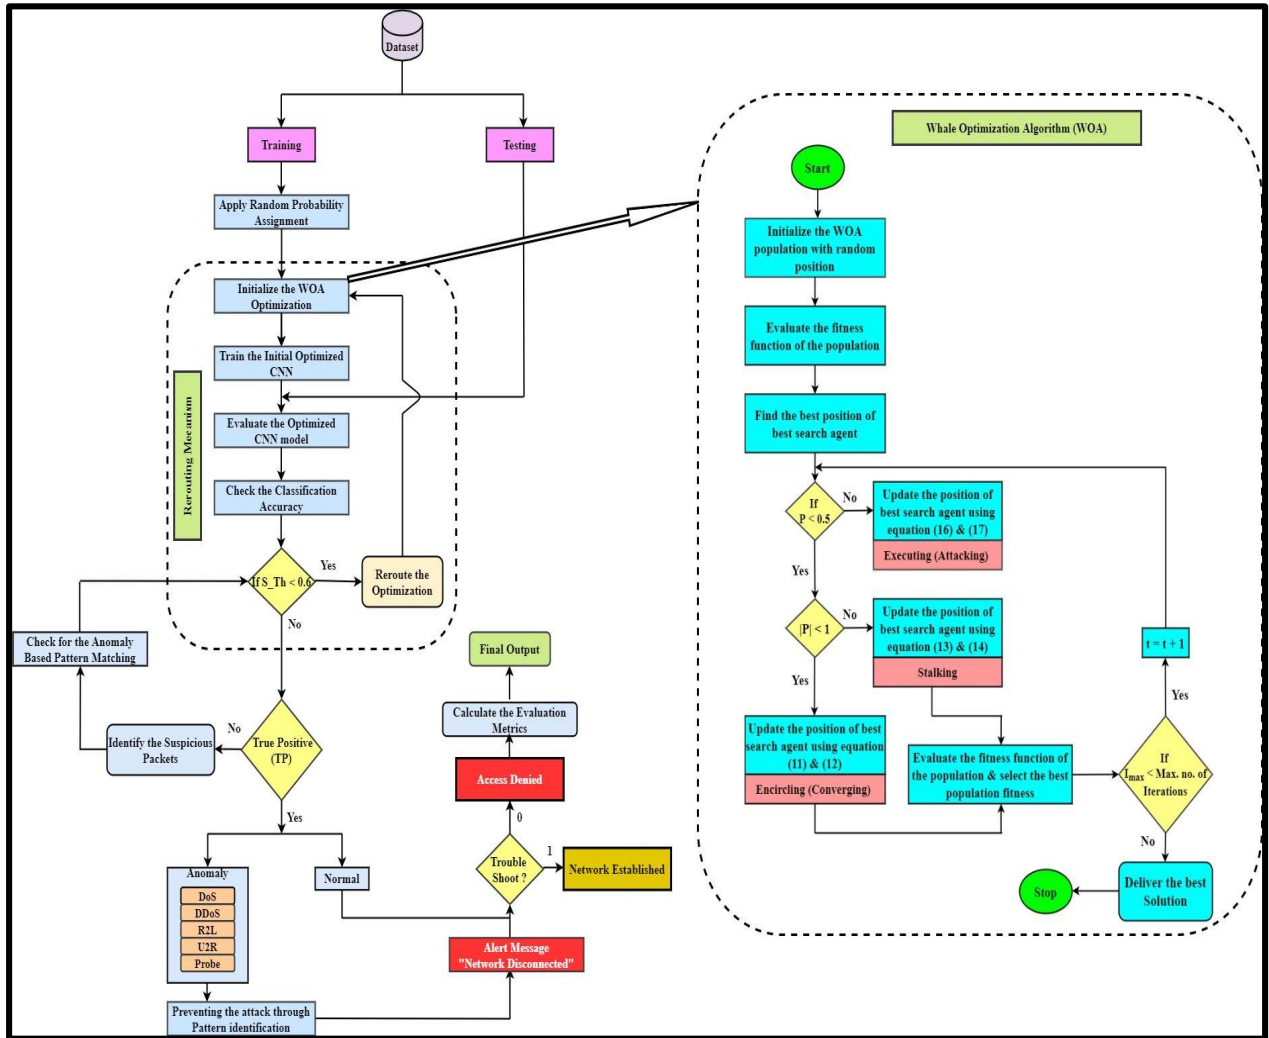 Dataset
Training
Testing
Apply Random Probability
Assignment
Initialize the WOA
Optimization
Train the Initial Optimized
CNN
Evaluate the Optimized
CNN model
Check the Classification
Accuracy
Rerouting Mecanism
If S_Th < 0.6
Yes
Reroute the
Optimization
No
Check for the Anomaly
Based Pattern Matching
Identify the Suspicious
Packets
No
True Positive
(TP)
Yes
Anomaly
DoS
DDoS
R2L
U2R
Probe
Normal
Preventing the attack through
Pattern identification
Alert Message
"Network Disconnected"
Trouble
Shoot ?
1
Network Established
0
Access Denied
Calculate the Evaluation
Metrics
Final Output
Whale Optimization Algorithm (WOA)
Start
Initialize the WOA
population with random
position
Evaluate the fitness
function of the population
Find the best position of
best search agent
If
P < 0.5
No
Update the position of
best search agent using
equation (16) & (17)
Executing (Attacking)
Yes
|P| < 1
No
Update the position of
best search agent using
equation (13) & (14)
Stalking
Yes
Update the position of best
search agent using equation
(11) & (12)
Encircling (Converging)
Evaluate the fitness function of
the population & select the best
population fitness
If
I_max < Max. no. of
Iterations
Yes
t = t + 1
No
Deliver the best
Solution
Stop